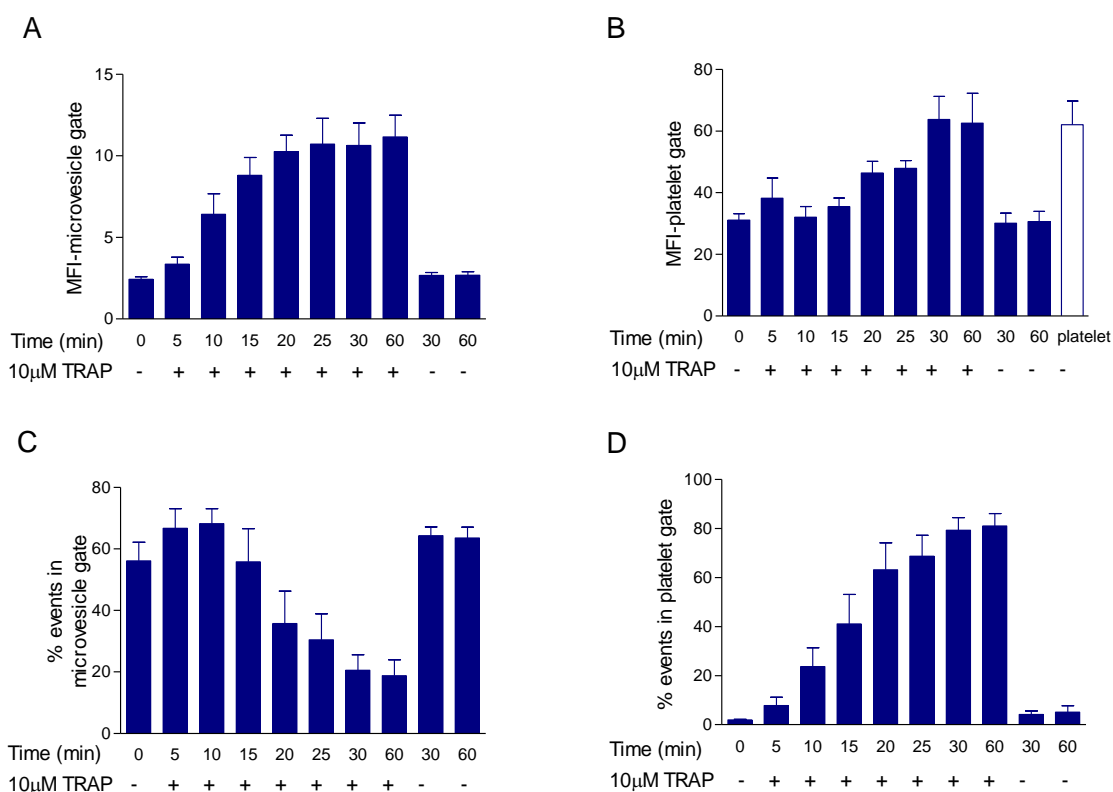 A
MFI-microvesicle gate
15
10
5
0
Time (min) 0 5 10 15 20 25 30 60 30 60
10μM TRAP - + + + + + + + - -
B
MFI-platelet gate
80
60
40
20
0
Time (min) 0 5 10 15 20 25 30 60 30 60 platelet
10μM TRAP - + + + + + + + - - -
C
% events in
microvesicle gate
80
60
40
20
0
Time (min) 0 5 10 15 20 25 30 60 30 60
10μM TRAP - + + + + + + + - -
D
% events in platelet gate
100
80
60
40
20
0
Time (min) 0 5 10 15 20 25 30 60 30 60
10μM TRAP - + + + + + + + - -